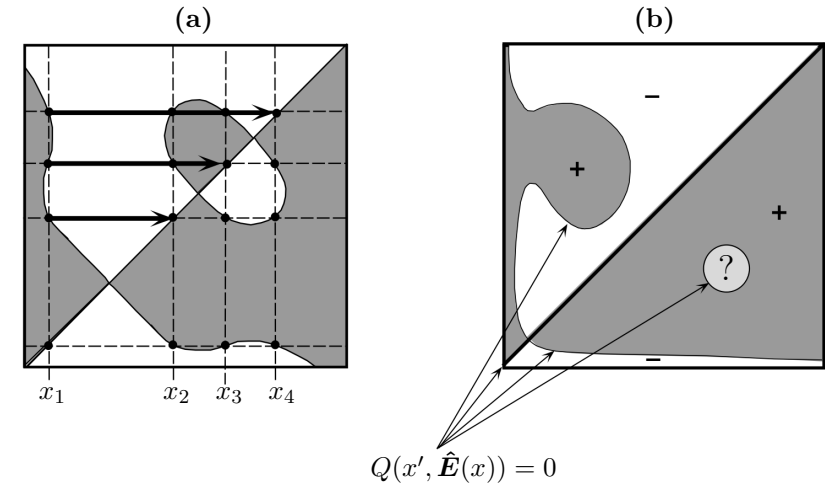 (a)
(b)
−
+
+
?
−
x₁ x₂ x₃ x₄
Q(x′, Ê(x)) = 0